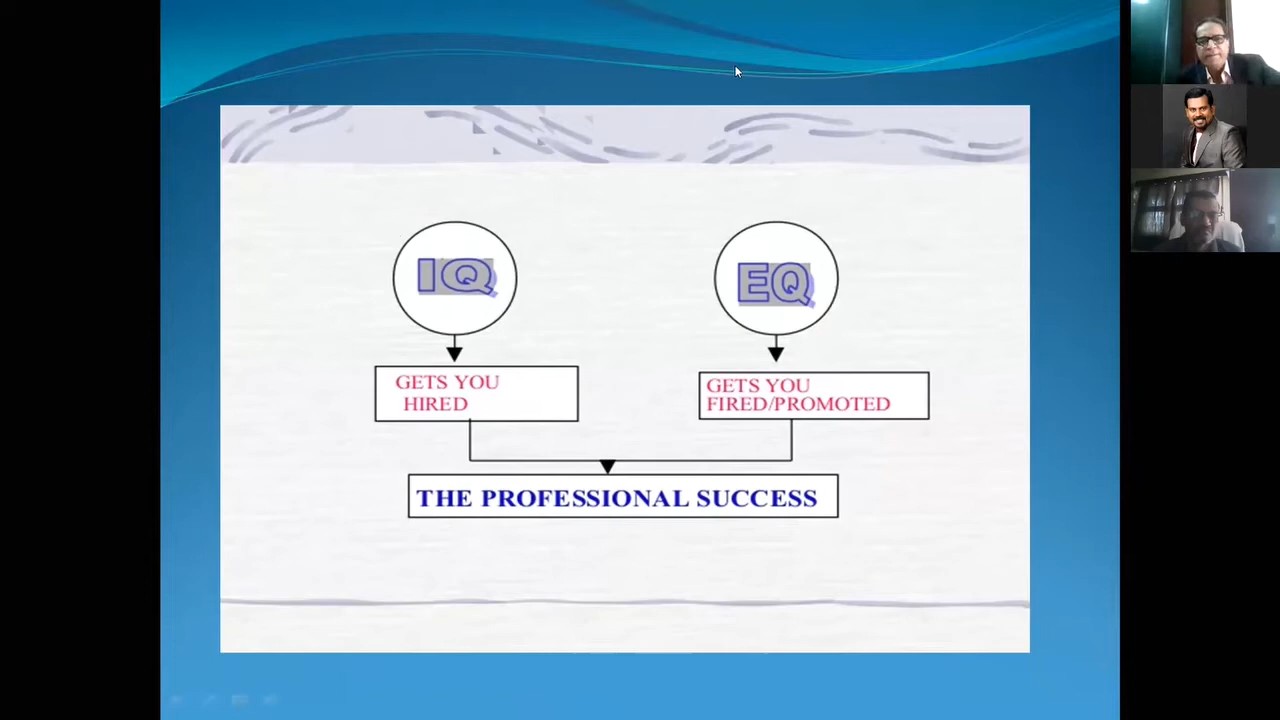 IQ
EQ
GETS YOU
HIRED
GETS YOU
FIRED/PROMOTED
THE PROFESSIONAL SUCCESS